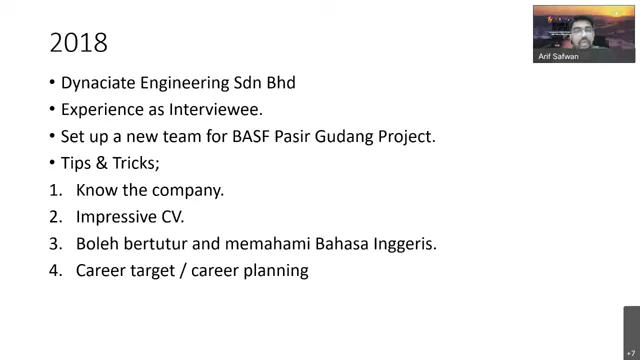 2018
• Dynaciate Engineering Sdn Bhd
• Experience as Interviewee.
• Set up a new team for BASF Pasir Gudang Project.
• Tips & Tricks;
1. Know the company.
2. Impressive CV.
3. Boleh bertutur and memahami Bahasa Inggeris.
4. Career target / career planning
Arif Safwan
+7